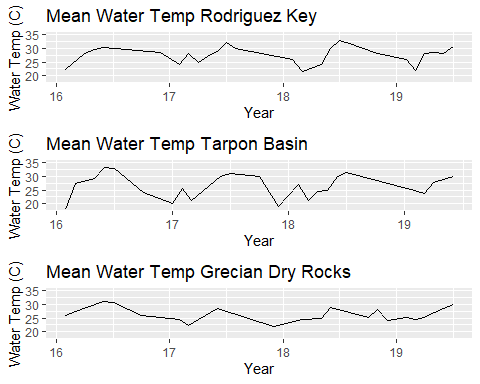 Mean Water Temp Rodriguez Key
Water Temp (C)
35
30
25
20
16 17 18 19
Year
Mean Water Temp Tarpon Basin
Water Temp (C)
35
30
25
20
16 17 18 19
Year
Mean Water Temp Grecian Dry Rocks
Water Temp (C)
35
30
25
20
16 17 18 19
Year